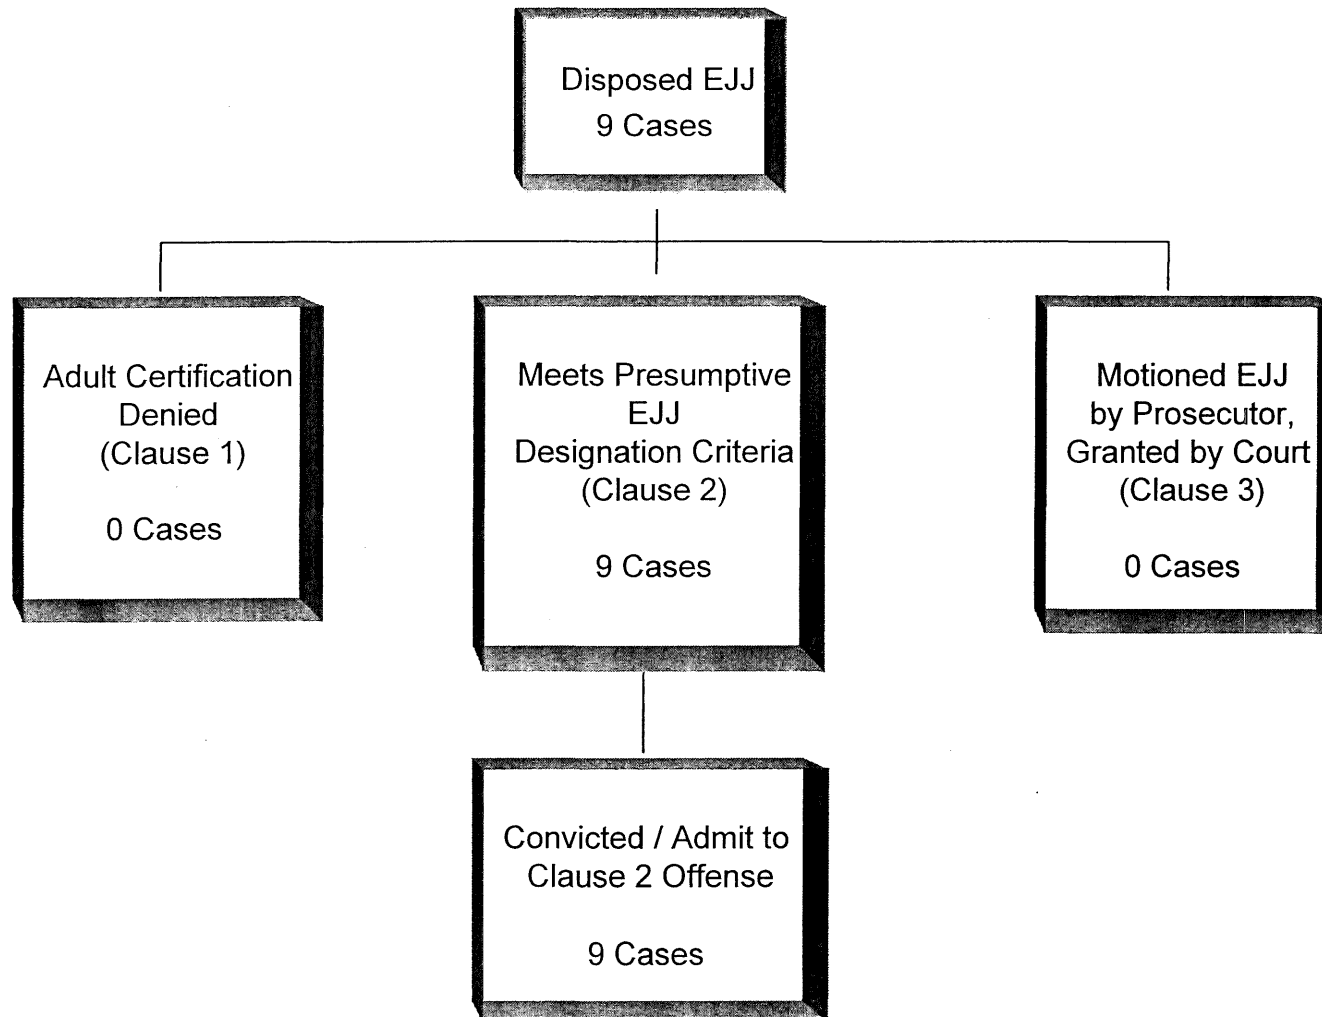 Disposed EJJ
9 Cases
Adult Certification
Denied
(Clause 1)
0 Cases
Meets Presumptive
EJJ
Designation Criteria
(Clause 2)
9 Cases
Motioned EJJ
by Prosecutor,
Granted by Court
(Clause 3)
0 Cases
Convicted / Admit to
Clause 2 Offense
9 Cases